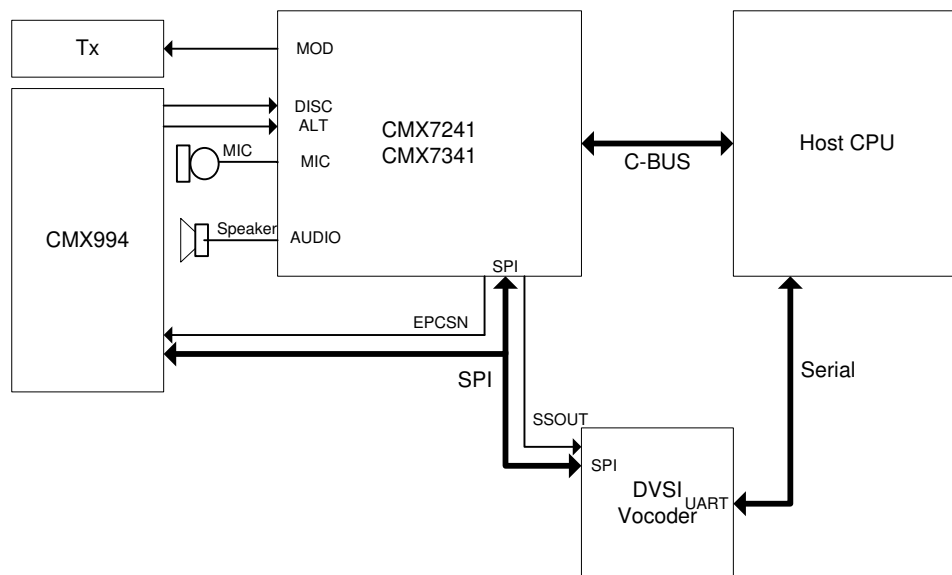 Tx
MOD
DISC
ALT
CMX7241
CMX7341
MIC
MIC
C-BUS
Host CPU
CMX994
Speaker
AUDIO
SPI
EPCSN
SPI
Serial
SSOUT
SPI
DVSI
Vocoder
UART